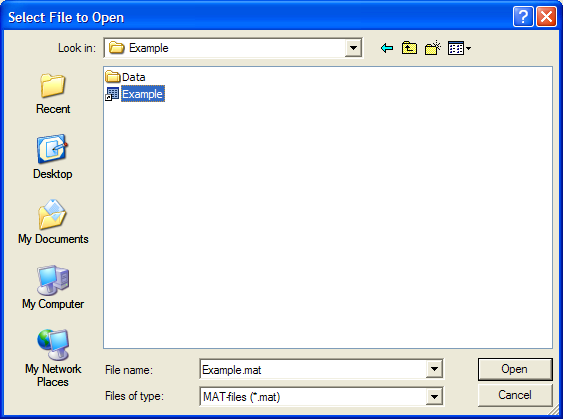 Select File to Open
Look in: Example
Data
Example
Recent
Desktop
My Documents
My Computer
My Network
Places
File name: Example.mat Open
Files of type: MAT-files (*.mat) Cancel